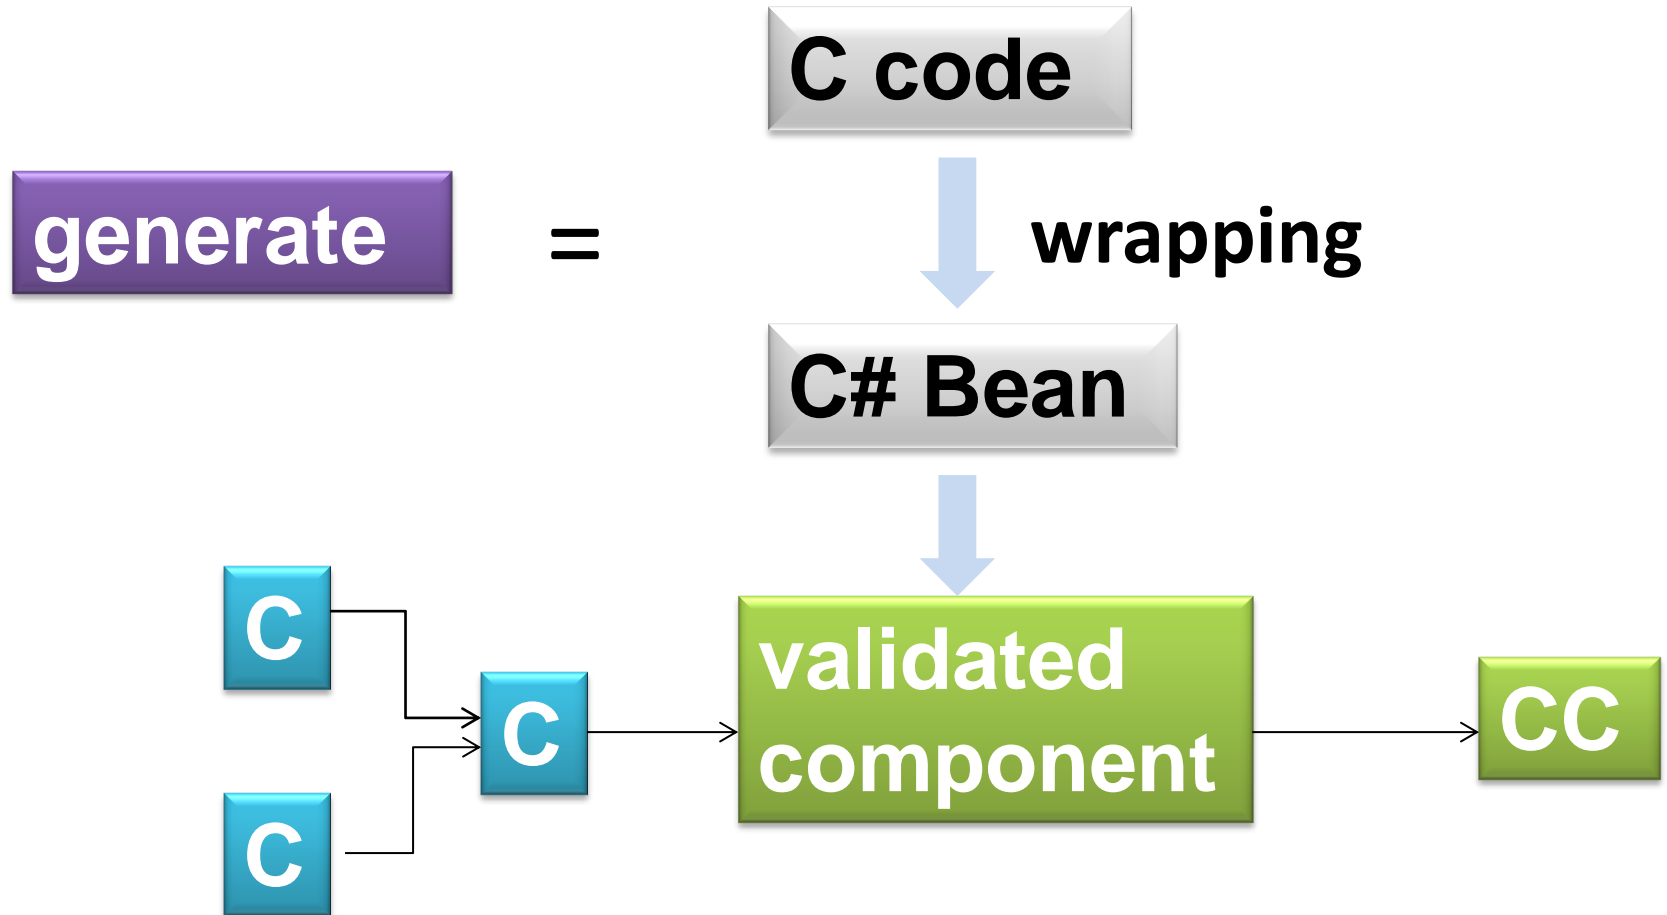 C code
generate
=
wrapping
C# Bean
C
C
C
validated
component
CC